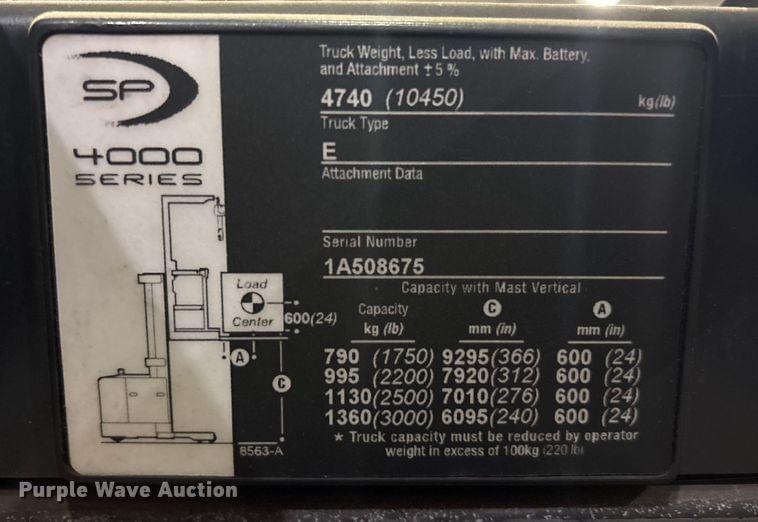 SP
4000
SERIES
Truck Weight, Less Load, with Max. Battery,
and Attachment ± 5 %
4740 (10450) kg(lb)
Truck Type
E
Attachment Data
Serial Number
1A508675
Capacity with Mast Vertical
Load
Center
600(24)
A
C
8563-A
Capacity C A
kg (lb) mm (in) mm (in)
790 (1750) 9295(366) 600 (24)
995 (2200) 7920(312) 600 (24)
1130(2500) 7010(276) 600 (24)
1360(3000) 6095(240) 600 (24)
* Truck capacity must be reduced by operator
weight in excess of 100kg (220 lb)
Purple Wave Auction